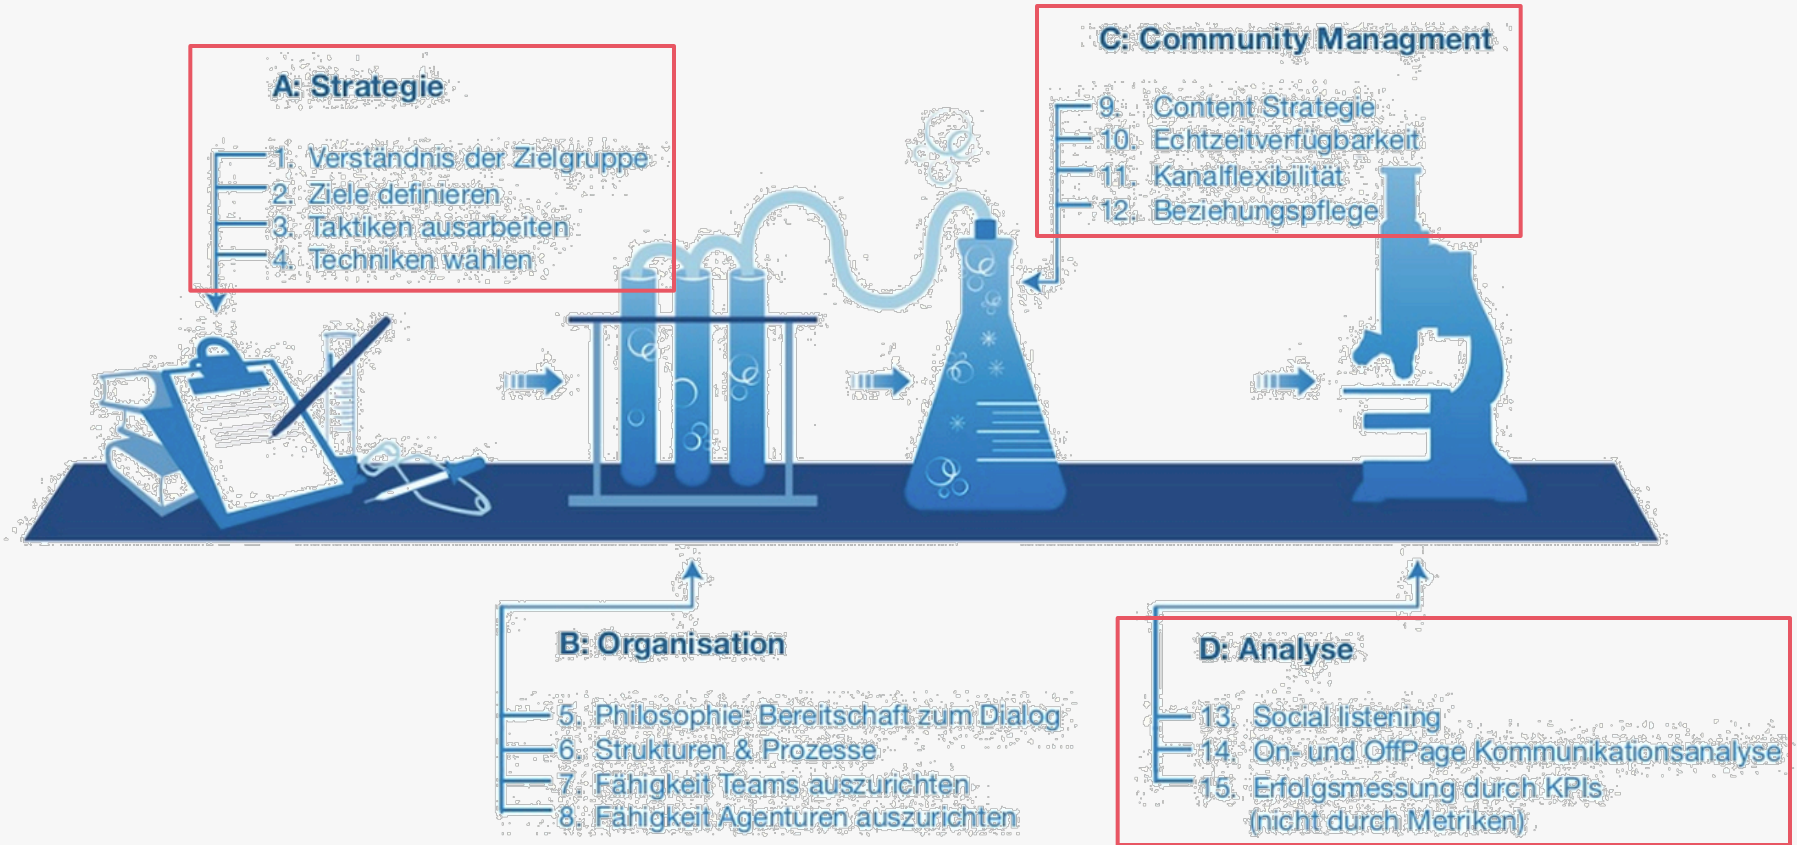 A: Strategie
1. Verständnis der Zielgruppe
2. Ziele definieren
3. Taktiken ausarbeiten
4. Techniken wählen
C: Community Managment
9. Content Strategie
10. Echtzeitverfügbarkeit
11. Kanalflexibilität
12. Beziehungspflege
B: Organisation
5. Philosophie: Bereitschaft zum Dialog
6. Strukturen & Prozesse
7. Fähigkeit Teams auszurichten
8. Fähigkeit Agenturen auszurichten
D: Analyse
13. Social listening
14. On- und OffPage Kommunikationsanalyse
15. Erfolgsmessung durch KPIs
(nicht durch Metriken)